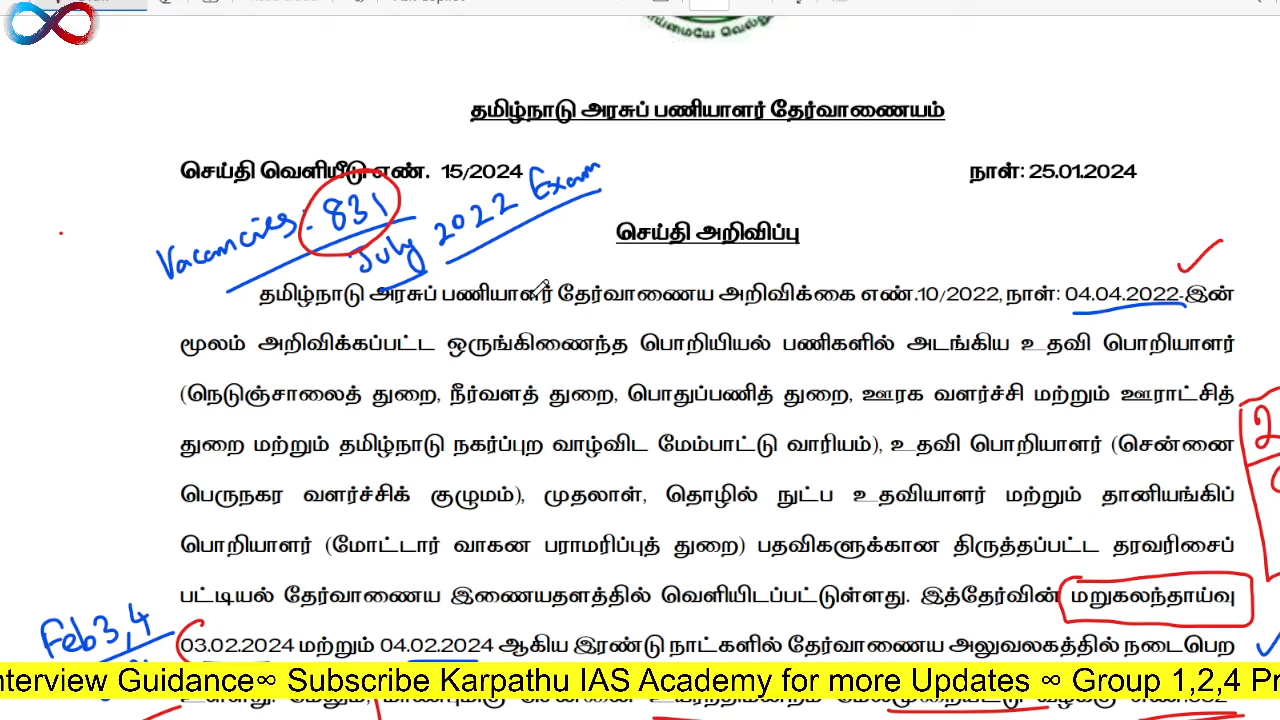 வாய்மையே வெல்லும்
தமிழ்நாடு அரசுப் பணியாளர் தேர்வாணையம்
செய்தி வெளியீடு எண். 15/2024 நாள்: 25.01.2024
Vacancies: 831
July 2022 Exam
செய்தி அறிவிப்பு
தமிழ்நாடு அரசுப் பணியாளர் தேர்வாணைய அறிவிக்கை எண்.10/2022, நாள்: 04.04.2022-இன்
மூலம் அறிவிக்கப்பட்ட ஒருங்கிணைந்த பொறியியல் பணிகளில் அடங்கிய உதவி பொறியாளர்
(நெடுஞ்சாலைத் துறை, நீர்வளத் துறை, பொதுப்பணித் துறை, ஊரக வளர்ச்சி மற்றும் ஊராட்சித்
துறை மற்றும் தமிழ்நாடு நகர்ப்புற வாழ்விட மேம்பாட்டு வாரியம்), உதவி பொறியாளர் (சென்னை
பெருநகர வளர்ச்சிக் குழுமம்), முதலாள், தொழில் நுட்ப உதவியாளர் மற்றும் தானியங்கிப்
பொறியாளர் (மோட்டார் வாகன பராமரிப்புத் துறை) பதவிகளுக்கான திருத்தப்பட்ட தரவரிசைப்
பட்டியல் தேர்வாணைய இணையதளத்தில் வெளியிடப்பட்டுள்ளது. இத்தேர்வின் மறுகலந்தாய்வு
Feb 3,4
03.02.2024 மற்றும் 04.02.2024 ஆகிய இரண்டு நாட்களில் தேர்வாணைய அலுவலகத்தில் நடைபெற
nterview Guidance∞ Subscribe Karpathu IAS Academy for more Updates ∞ Group 1,2,4 Pr